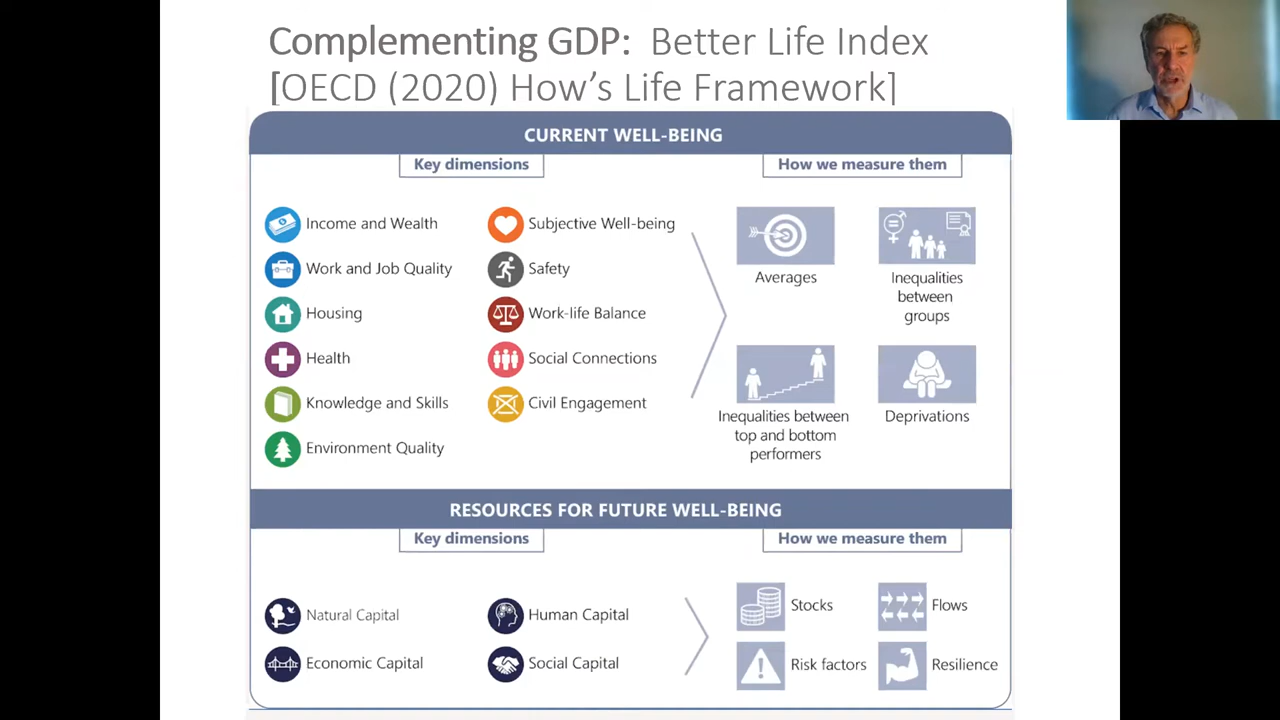 Complementing GDP: Better Life Index
[OECD (2020) How’s Life Framework]
CURRENT WELL-BEING
Key dimensions
How we measure them
Income and Wealth
Work and Job Quality
Housing
Health
Knowledge and Skills
Environment Quality
Subjective Well-being
Safety
Work-life Balance
Social Connections
Civil Engagement
Averages
Inequalities
between
groups
Inequalities between
top and bottom
performers
Deprivations
RESOURCES FOR FUTURE WELL-BEING
Key dimensions
How we measure them
Natural Capital
Economic Capital
Human Capital
Social Capital
Stocks
Flows
Risk factors
Resilience